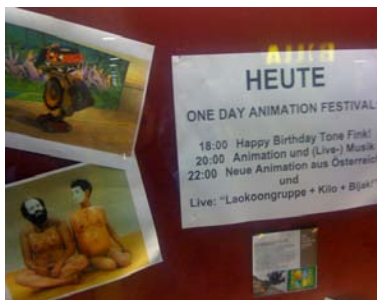 HEUTE
ONE DAY ANIMATION FESTIVAL:
18:00 Happy Birthday Tone Fink!
20:00 Animation und (Live-) Musik
22:00 Neue Animation aus Österreich
und
Live: "Laokoongruppe + Kilo + Bijak!"